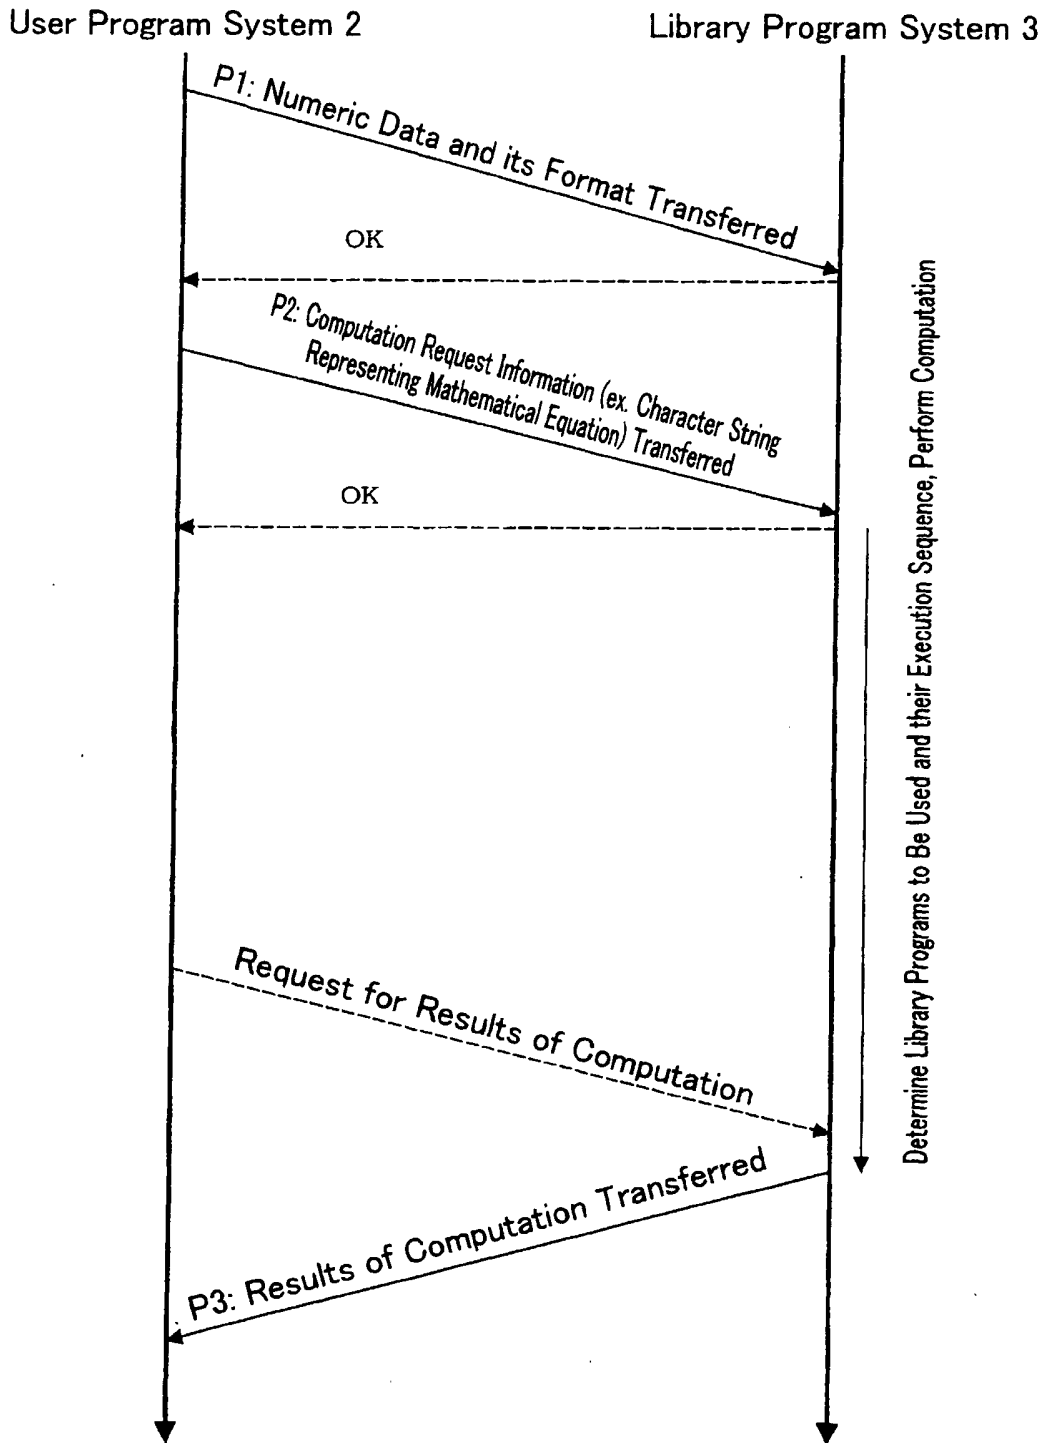 User Program System 2
Library Program System 3
P1: Numeric Data and its Format Transferred
OK
P2: Computation Request Information (ex. Character String
Representing Mathematical Equation) Transferred
OK
Determine Library Programs to Be Used and their Execution Sequence, Perform Computation
Request for Results of Computation
P3: Results of Computation Transferred